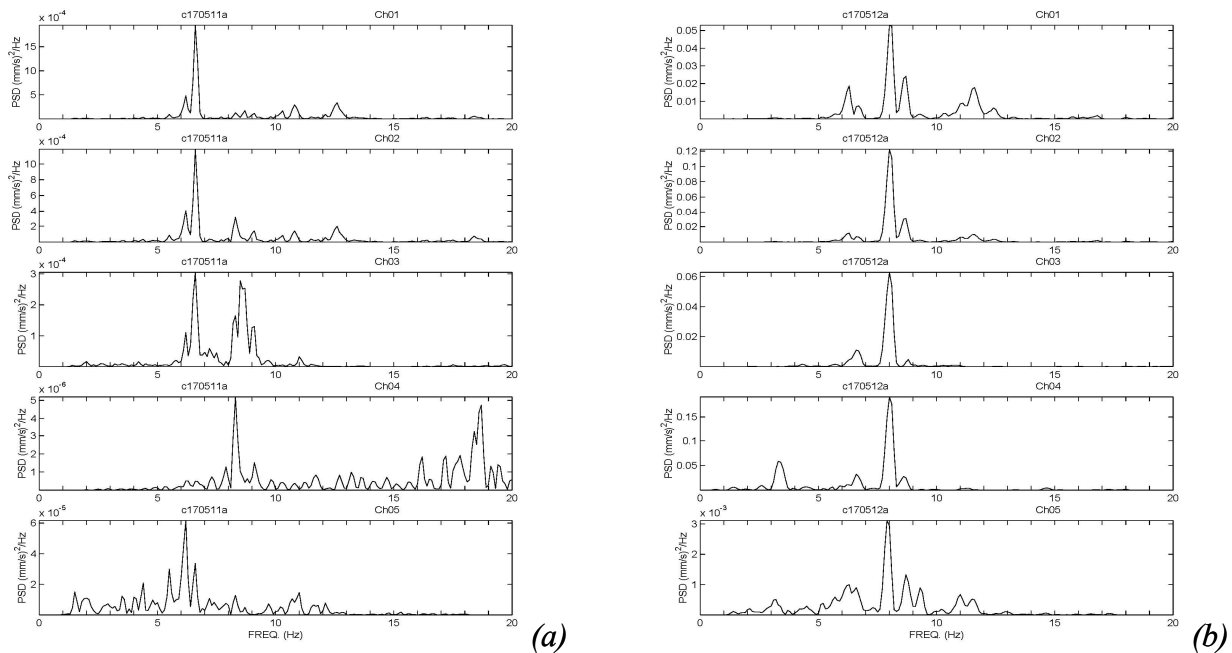 x 10⁻⁴ c170511a Ch01
PSD (mm/s)²/Hz
15
10
5
0 5 10 15 20
x 10⁻⁴ c170511a Ch02
PSD (mm/s)²/Hz
10
8
6
4
2
0 5 10 15 20
c170511a Ch03
x 10⁻⁴
PSD (mm/s)²/Hz
3
2
1
0 5 10 15 20
x 10⁻⁶ c170511a Ch04
PSD (mm/s)²/Hz
5
4
3
2
1
0 5 10 15 20
x 10⁻⁵ c170511a Ch05
PSD (mm/s)²/Hz
6
4
2
0 5 10 15 20
FREQ. (Hz)
(a)
c170512a Ch01
PSD (mm/s)²/Hz
0.05
0.04
0.03
0.02
0.01
0 5 10 15 20
c170512a Ch02
PSD (mm/s)²/Hz
0.12
0.1
0.08
0.06
0.04
0.02
0 5 10 15 20
c170512a Ch03
PSD (mm/s)²/Hz
0.06
0.04
0.02
0 5 10 15 20
c170512a Ch04
PSD (mm/s)²/Hz
0.15
0.1
0.05
0 5 10 15 20
x 10⁻³ c170512a Ch05
PSD (mm/s)²/Hz
3
2
1
0 5 10 15 20
FREQ. (Hz)
(b)